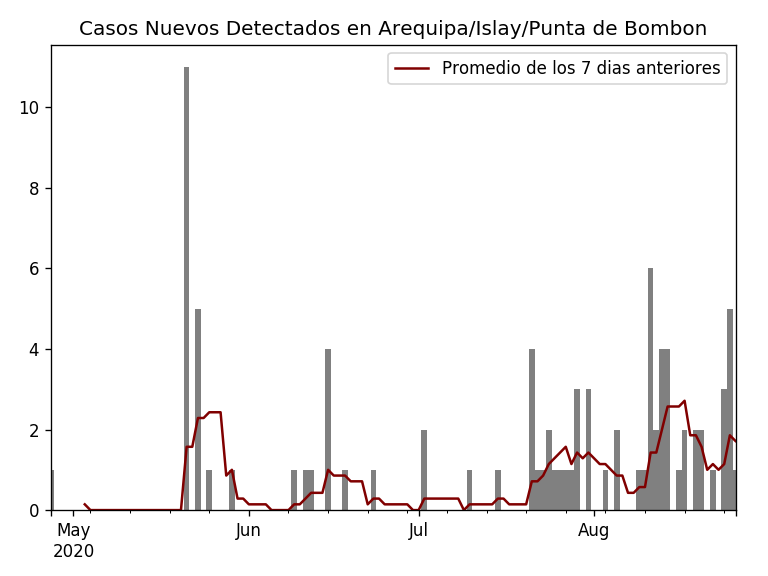 Casos Nuevos Detectados en Arequipa/Islay/Punta de Bombon
Promedio de los 7 dias anteriores
10
8
6
4
2
0
May Jun Jul Aug
2020